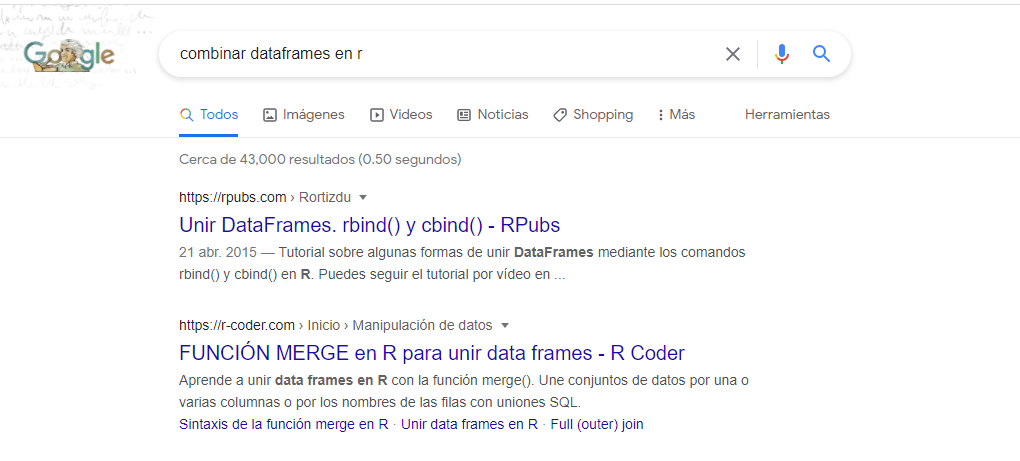 Google
combinar dataframes en r
Todos Imágenes Videos Noticias Shopping Más Herramientas
Cerca de 43,000 resultados (0.50 segundos)
https://rpubs.com › Rortizdu
Unir DataFrames. rbind() y cbind() - RPubs
21 abr. 2015 — Tutorial sobre algunas formas de unir DataFrames mediante los comandos
rbind() y cbind() en R. Puedes seguir el tutorial por vídeo en ...
https://r-coder.com › Inicio › Manipulación de datos
FUNCIÓN MERGE en R para unir data frames - R Coder
Aprende a unir data frames en R con la función merge(). Une conjuntos de datos por una o
varias columnas o por los nombres de las filas con uniones SQL.
Sintaxis de la función merge en R · Unir data frames en R · Full (outer) join